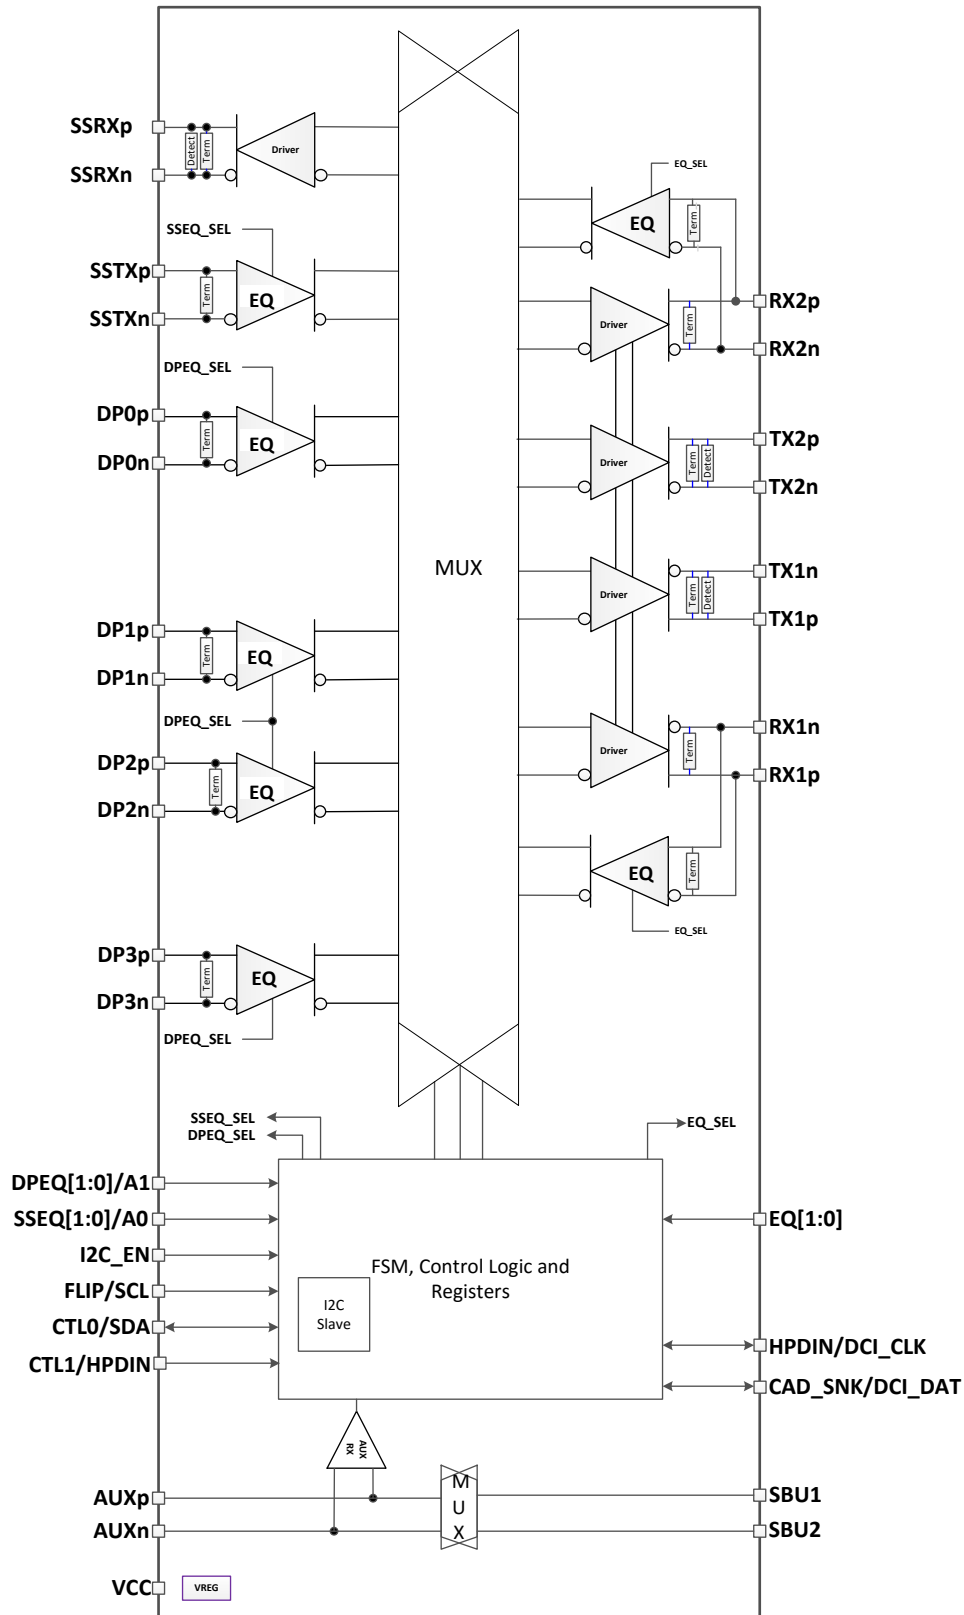 SSRXp
Detect
Term
Driver
SSRXn
EQ_SEL
SSEQ_SEL
EQ
Term
SSTXp
Term
EQ
SSTXn
RX2p
Driver
Term
RX2n
DPEQ_SEL
DP0p
Term
EQ
DP0n
TX2p
Driver
Term
Detect
TX2n
MUX
TX1n
Driver
Term
Detect
TX1p
DP1p
Term
EQ
DP1n
DPEQ_SEL
RX1n
Driver
Term
RX1p
DP2p
Term
EQ
DP2n
EQ
Term
EQ_SEL
DP3p
Term
EQ
DP3n
DPEQ_SEL
SSEQ_SEL
DPEQ_SEL
EQ_SEL
DPEQ[1:0]/A1
SSEQ[1:0]/A0
EQ[1:0]
I2C_EN
FLIP/SCL
CTL0/SDA
CTL1/HPDIN
FSM, Control Logic and
Registers
I2C
Slave
HPDIN/DCI_CLK
CAD_SNK/DCI_DAT
AUX
RX
AUXp
AUXn
M
U
X
SBU1
SBU2
VCC
VREG